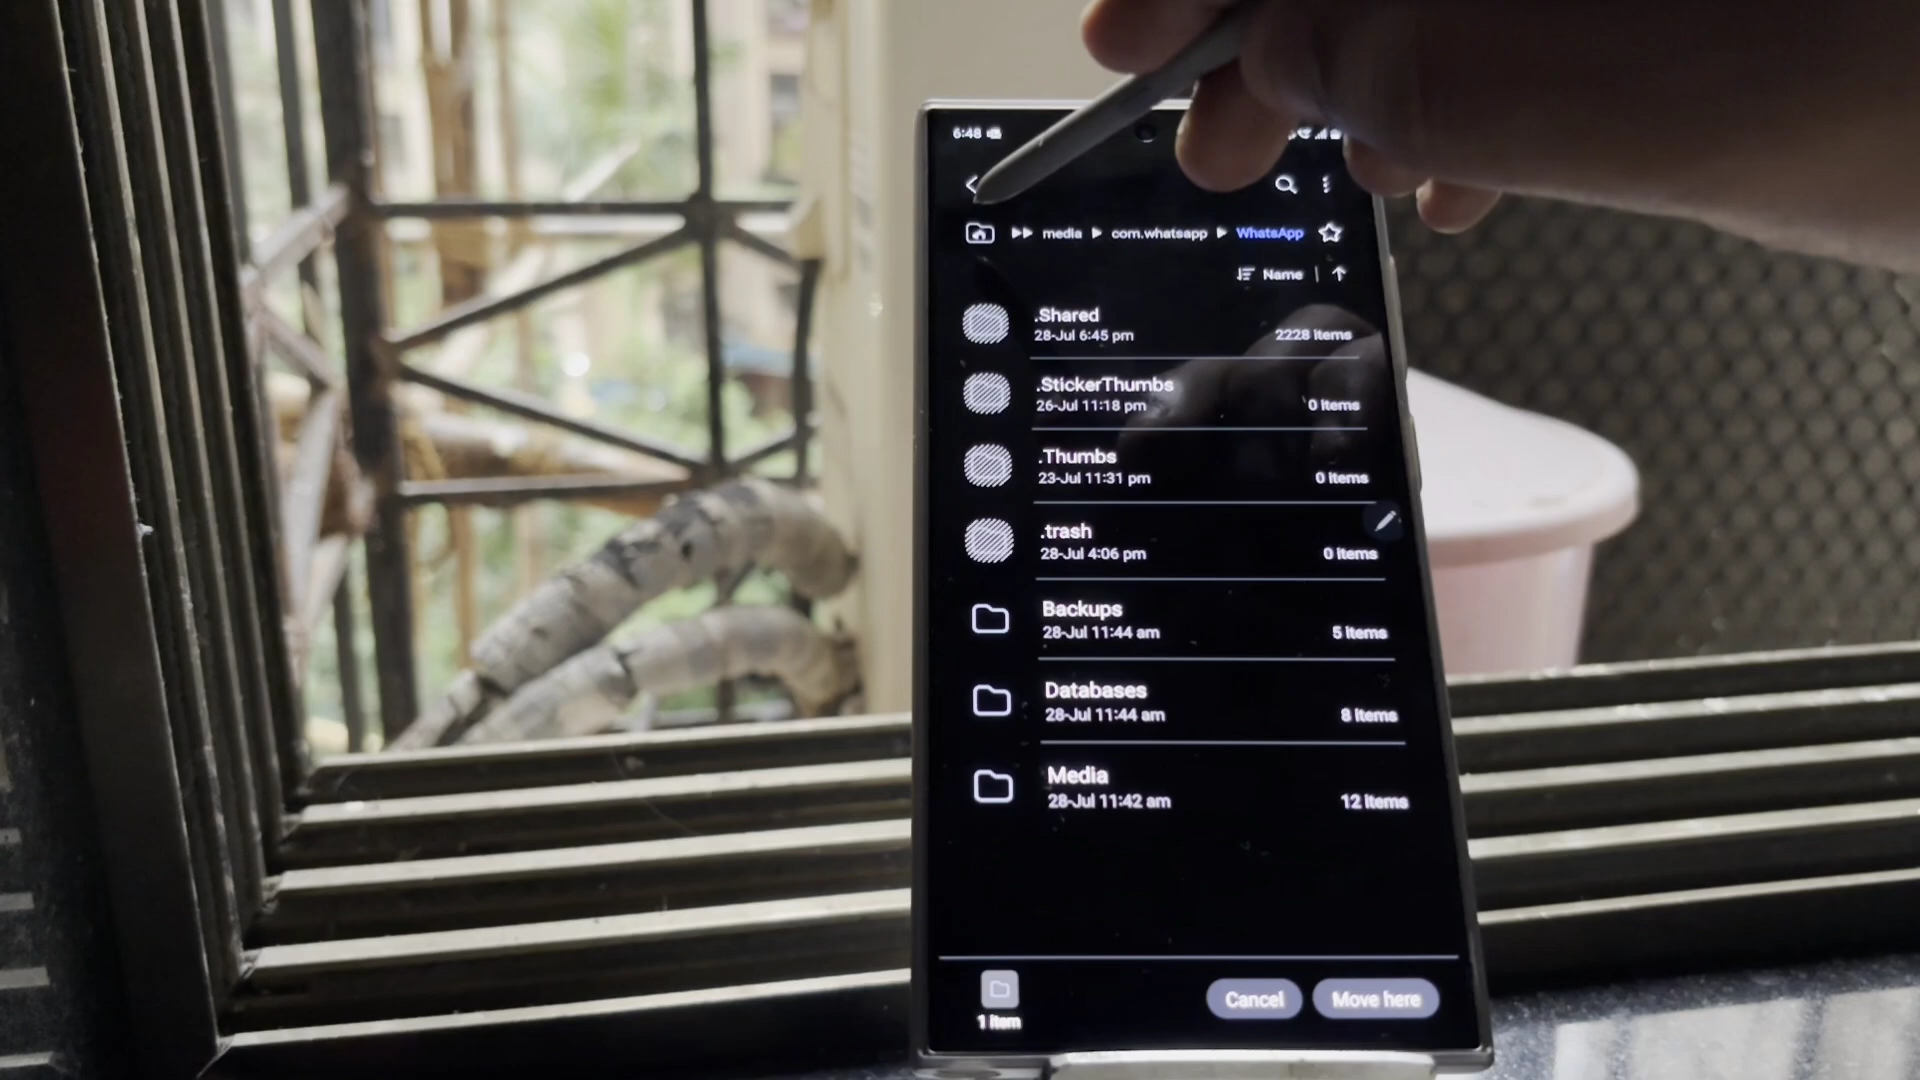 6:48
media ▶ com.whatsapp ▶ WhatsApp
Name
.Shared
28-Jul 6:45 pm
2228 items
.StickerThumbs
26-Jul 11:18 pm
0 items
.Thumbs
23-Jul 11:31 pm
0 items
.trash
28-Jul 4:06 pm
0 items
Backups
28-Jul 11:44 am
5 items
Databases
28-Jul 11:44 am
8 items
Media
28-Jul 11:42 am
12 items
1 item
Cancel
Move here